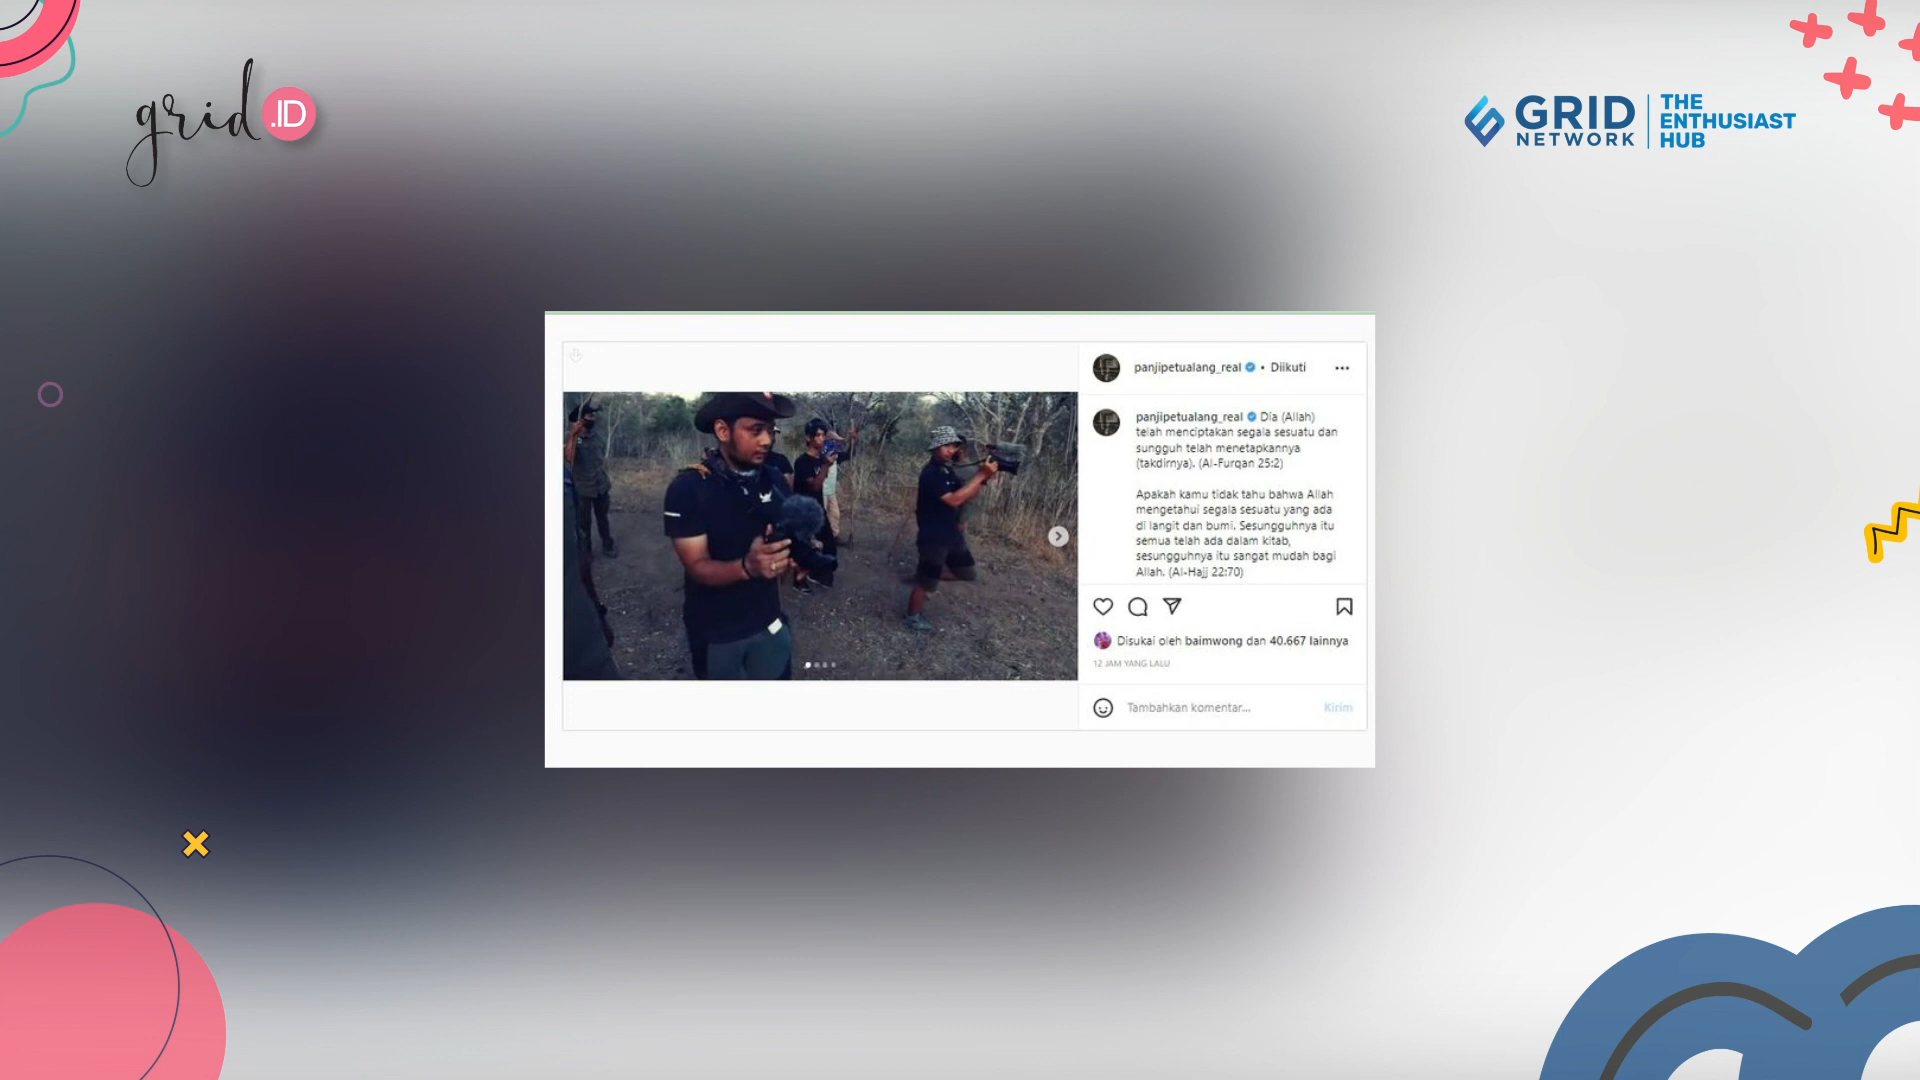 grid.ID
GRID
NETWORK
THE
ENTHUSIAST
HUB
panjipetualang_real • Diikuti
panjipetualang_real Dia (Allah)
telah menciptakan segala sesuatu dan
sungguh telah menetapkannya
(takdirnya). (Al-Furqan 25:2)
Apakah kamu tidak tahu bahwa Allah
mengetahui segala sesuatu yang ada
di langit dan bumi. Sesungguhnya itu
semua telah ada dalam kitab,
sesungguhnya itu sangat mudah bagi
Allah. (Al-Hajj 22:70)
Disukai oleh baimwong dan 40.667 lainnya
12 JAM YANG LALU
Tambahkan komentar... Kirim